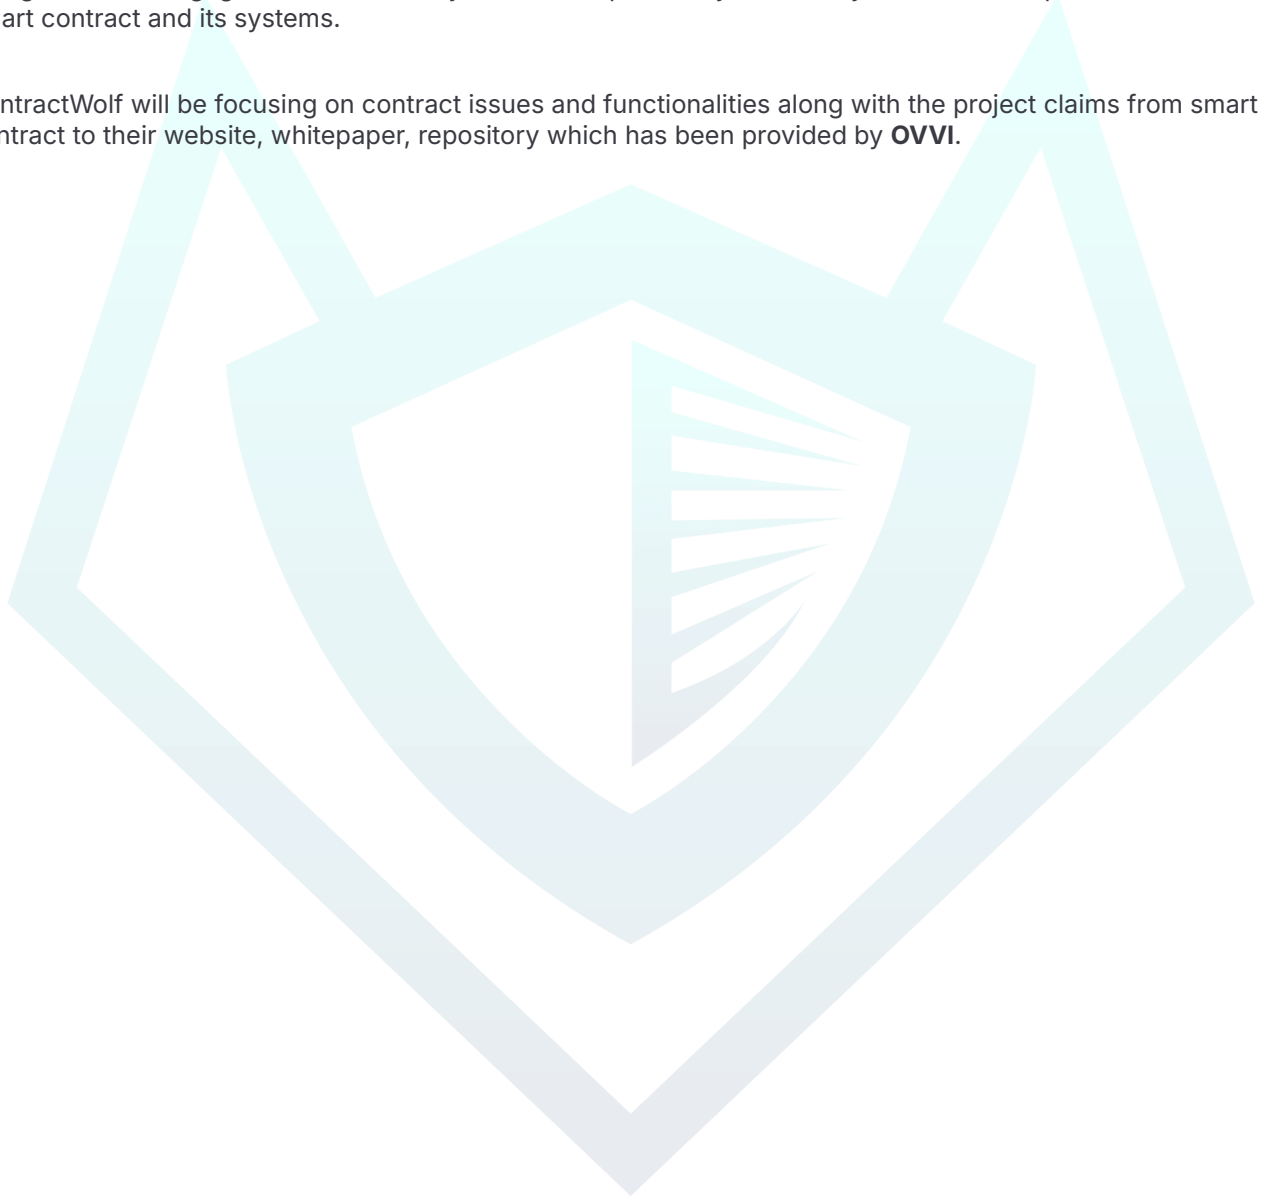 art contract and its systems.
ntractWolf will be focusing on contract issues and functionalities along with the project claims from smart
ntract to their website, whitepaper, repository which has been provided by OVVI.